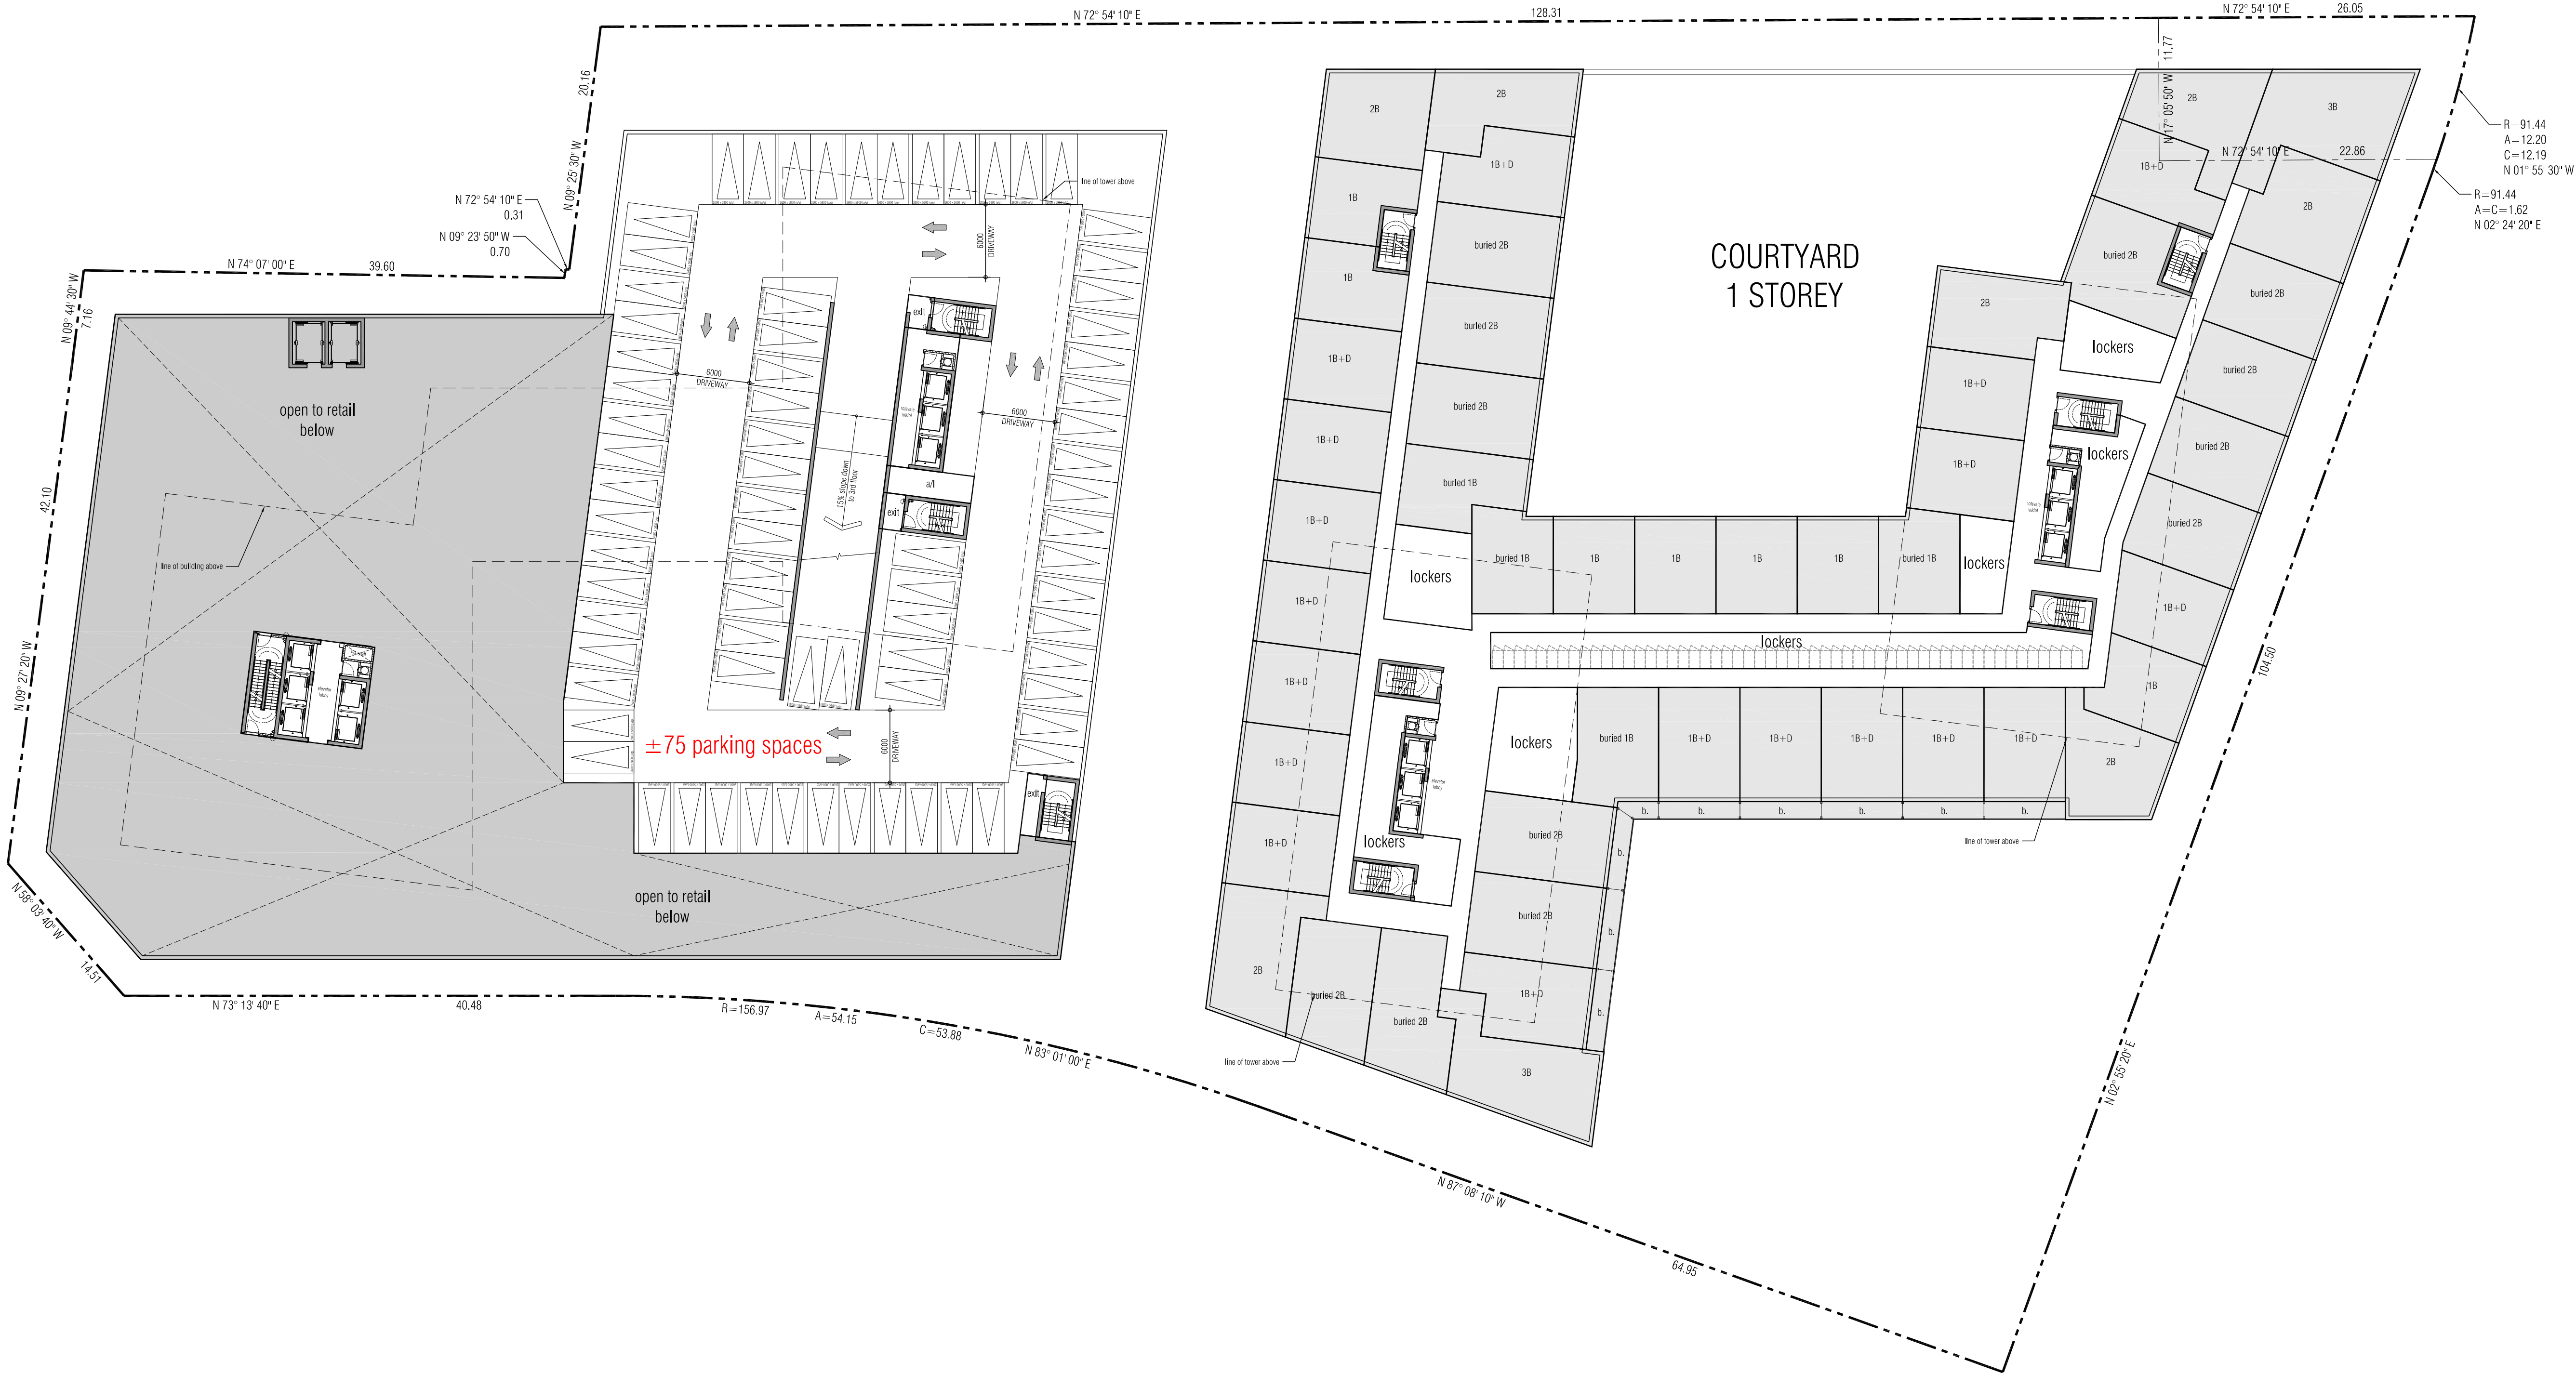 N 72° 54' 10" E
128.31
N 72° 54' 10" E
26.05
20.16
N 09° 25' 30" W
N 17° 05' 50" W
11.77
N 72° 54' 10" E
22.86
R=91.44
A=12.20
C=12.19
N 01° 55' 30" W
R=91.44
A=C=1.62
N 02° 24' 20" E
N 72° 54' 10" E
0.31
N 09° 23' 50" W
0.70
N 74° 07' 00" E
39.60
N 09° 44' 30" W
7.16
42.10
N 09° 27' 20" W
N 58° 03' 40" W
14.51
N 73° 13' 40" E
40.48
R=156.97
A=54.15
C=53.88
N 83° 01' 00" E
N 87° 08' 10" W
64.95
N 02° 55' 20" E
104.50
open to retail
below
line of building above
elevator
lobby
open to retail
below
line of tower above
6000
DRIVEWAY
6000
DRIVEWAY
6000
DRIVEWAY
6000
DRIVEWAY
exit
a/l
exit
exit
15% slope down
to 3rd floor
±75 parking spaces
COURTYARD
1 STOREY
2B
2B
1B+D
1B
1B
buried 2B
buried 2B
buried 2B
buried 1B
1B+D
1B+D
1B+D
1B+D
1B+D
1B+D
1B+D
2B
buried 2B
buried 2B
3B
1B+D
buried 2B
buried 2B
lockers
lockers
lockers
elevator
lobby
line of tower above
buried 1B
1B
1B
1B
1B
buried 1B
lockers
lockers
buried 1B
1B+D
1B+D
1B+D
1B+D
1B+D
2B
b.
b.
b.
b.
b.
b.
b.
b.
b.
line of tower above
2B
3B
1B+D
2B
buried 2B
buried 2B
buried 2B
buried 2B
buried 2B
1B+D
1B
lockers
lockers
2B
1B+D
1B+D